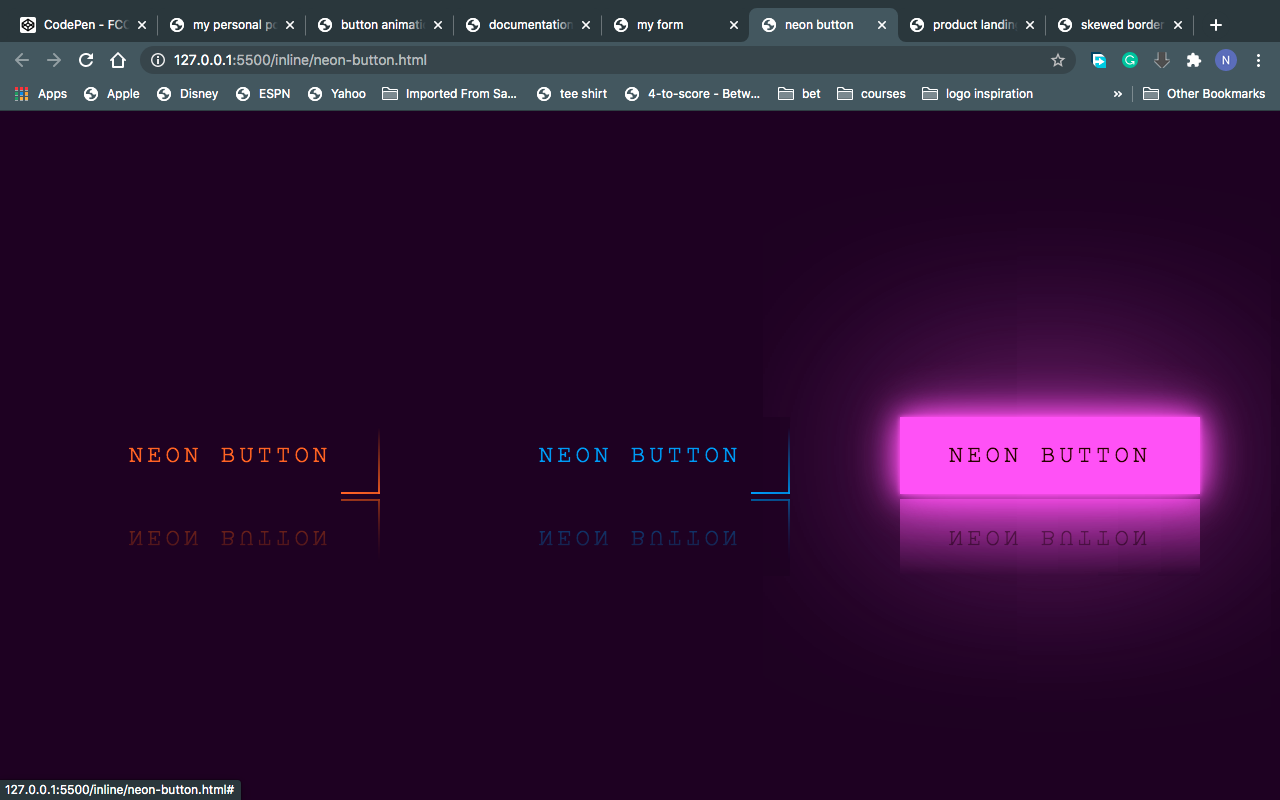 CodePen - FCC
my personal po
button animatio
documentation
my form
neon button
product landin
skewed border
127.0.0.1:5500/inline/neon-button.html
N
Apps
Apple
Disney
ESPN
Yahoo
Imported From Sa...
tee shirt
4-to-score - Betw...
bet
courses
logo inspiration
»
Other Bookmarks
NEON BUTTON
NEON BUTTON
NEON BUTTON
NEON BUTTON
NEON BUTTON
NEON BUTTON
127.0.0.1:5500/inline/neon-button.html#